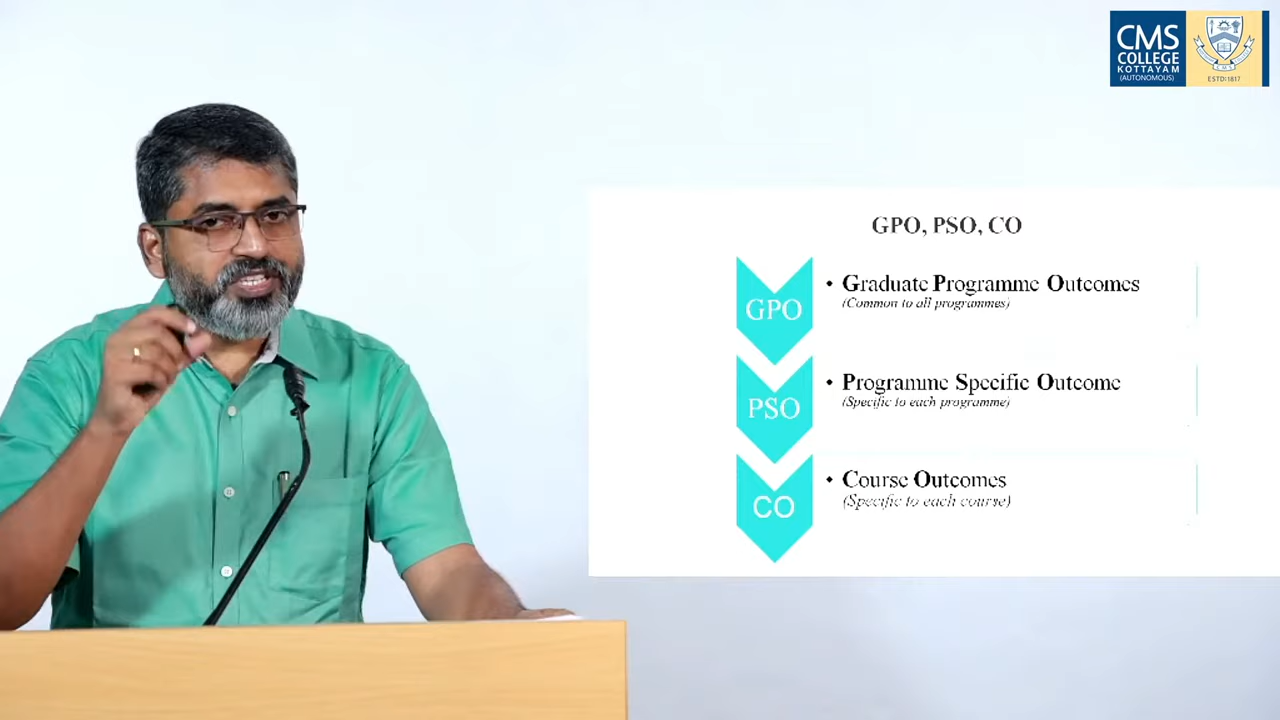 CMS
COLLEGE
KOTTAYAM
(AUTONOMOUS)
ESTD:1817
GPO, PSO, CO
GPO
• Graduate Programme Outcomes
(Common to all programmes)
PSO
• Programme Specific Outcome
(Specific to each programme)
CO
• Course Outcomes
(Specific to each course)